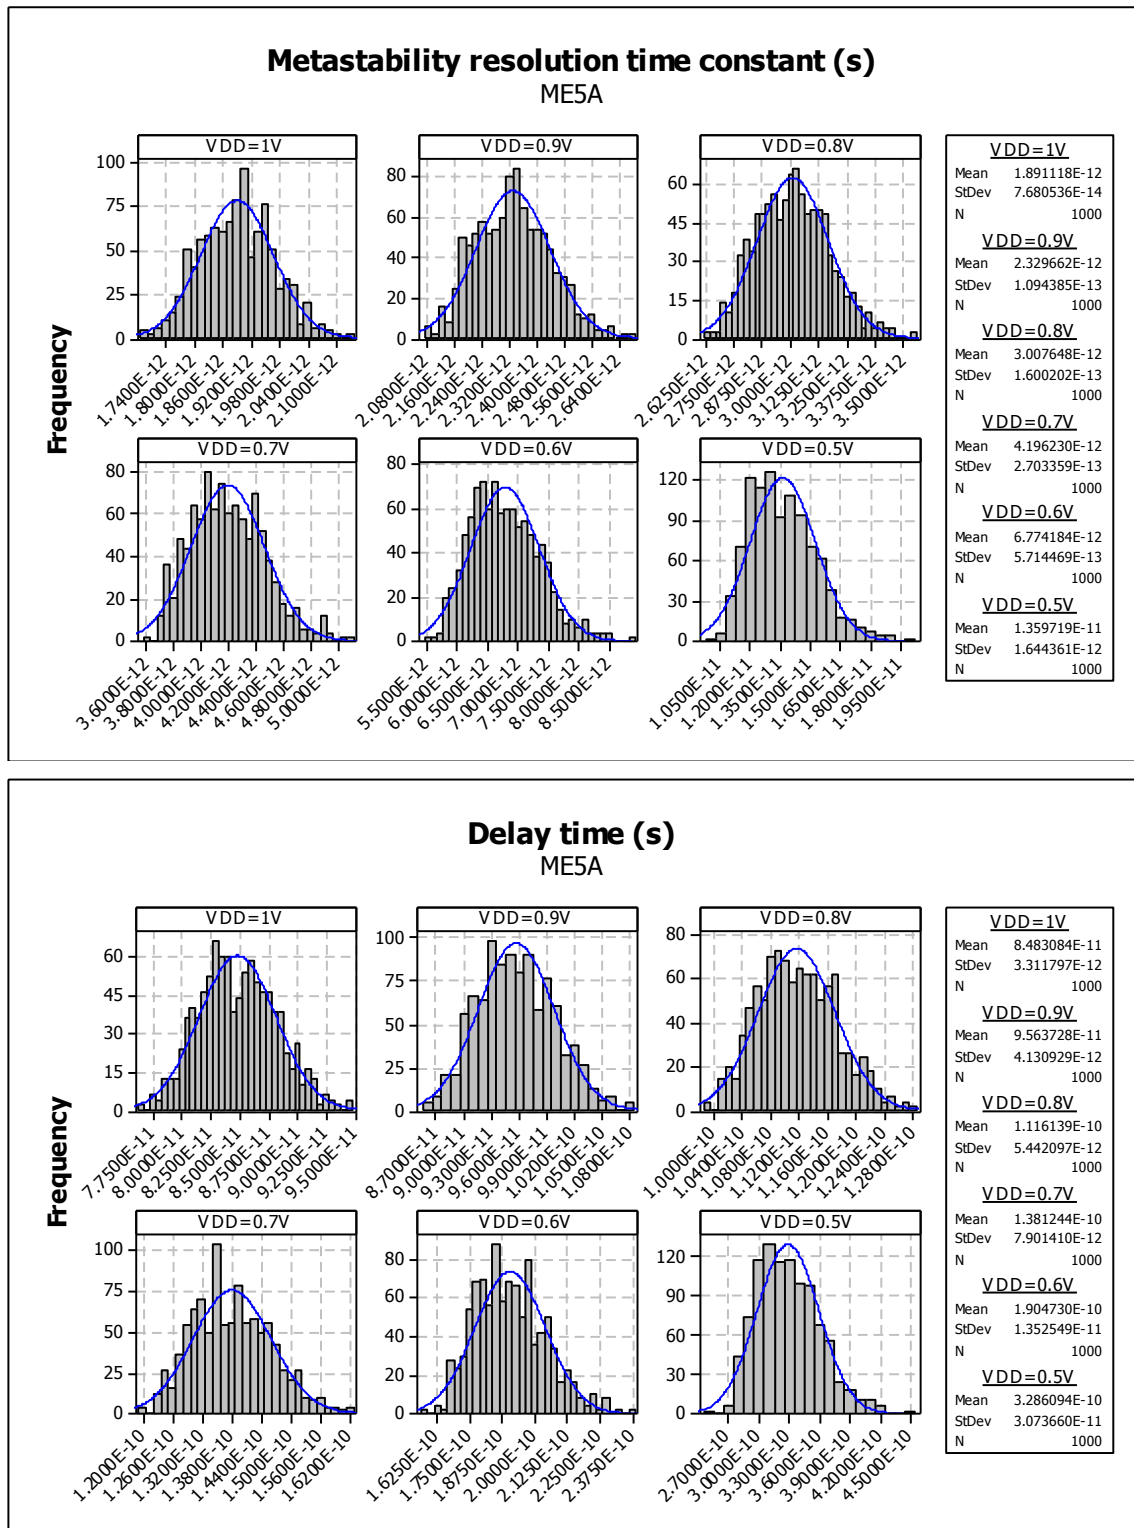 Metastability resolution time constant (s)
ME5A
Frequency
VDD=1V
100
75
50
25
0
1.7400E-12
1.8000E-12
1.8600E-12
1.9200E-12
1.9800E-12
2.0400E-12
2.1000E-12
VDD=0.9V
80
60
40
20
0
2.0800E-12
2.1600E-12
2.2400E-12
2.3200E-12
2.4000E-12
2.4800E-12
2.5600E-12
2.6400E-12
VDD=0.8V
60
45
30
15
0
2.6250E-12
2.7500E-12
2.8750E-12
3.0000E-12
3.1250E-12
3.2500E-12
3.3750E-12
3.5000E-12
VDD=0.7V
80
60
40
20
0
3.6000E-12
3.8000E-12
4.0000E-12
4.2000E-12
4.4000E-12
4.6000E-12
4.8000E-12
5.0000E-12
VDD=0.6V
80
60
40
20
0
5.5000E-12
6.0000E-12
6.5000E-12
7.0000E-12
7.5000E-12
8.0000E-12
8.5000E-12
VDD=0.5V
120
90
60
30
0
1.0500E-11
1.2000E-11
1.3500E-11
1.5000E-11
1.6500E-11
1.8000E-11
1.9500E-11
VDD=1V
Mean 1.891118E-12
StDev 7.680536E-14
N 1000
VDD=0.9V
Mean 2.329662E-12
StDev 1.094385E-13
N 1000
VDD=0.8V
Mean 3.007648E-12
StDev 1.600202E-13
N 1000
VDD=0.7V
Mean 4.196230E-12
StDev 2.703359E-13
N 1000
VDD=0.6V
Mean 6.774184E-12
StDev 5.714469E-13
N 1000
VDD=0.5V
Mean 1.359719E-11
StDev 1.644361E-12
N 1000
Delay time (s)
ME5A
Frequency
VDD=1V
60
45
30
15
0
7.7500E-11
8.0000E-11
8.2500E-11
8.5000E-11
8.7500E-11
9.0000E-11
9.2500E-11
9.5000E-11
VDD=0.9V
100
75
50
25
0
8.7000E-11
9.0000E-11
9.3000E-11
9.6000E-11
9.9000E-11
1.0200E-10
1.0500E-10
1.0800E-10
VDD=0.8V
80
60
40
20
0
1.0000E-10
1.0400E-10
1.0800E-10
1.1200E-10
1.1600E-10
1.2000E-10
1.2400E-10
1.2800E-10
VDD=0.7V
100
75
50
25
0
1.2000E-10
1.2600E-10
1.3200E-10
1.3800E-10
1.4400E-10
1.5000E-10
1.5600E-10
1.6200E-10
VDD=0.6V
80
60
40
20
0
1.6250E-10
1.7500E-10
1.8750E-10
2.0000E-10
2.1250E-10
2.2500E-10
2.3750E-10
VDD=0.5V
120
90
60
30
0
2.7000E-10
3.0000E-10
3.3000E-10
3.6000E-10
3.9000E-10
4.2000E-10
4.5000E-10
VDD=1V
Mean 8.483084E-11
StDev 3.311797E-12
N 1000
VDD=0.9V
Mean 9.563728E-11
StDev 4.130929E-12
N 1000
VDD=0.8V
Mean 1.116139E-10
StDev 5.442097E-12
N 1000
VDD=0.7V
Mean 1.381244E-10
StDev 7.901410E-12
N 1000
VDD=0.6V
Mean 1.904730E-10
StDev 1.352549E-11
N 1000
VDD=0.5V
Mean 3.286094E-10
StDev 3.073660E-11
N 1000